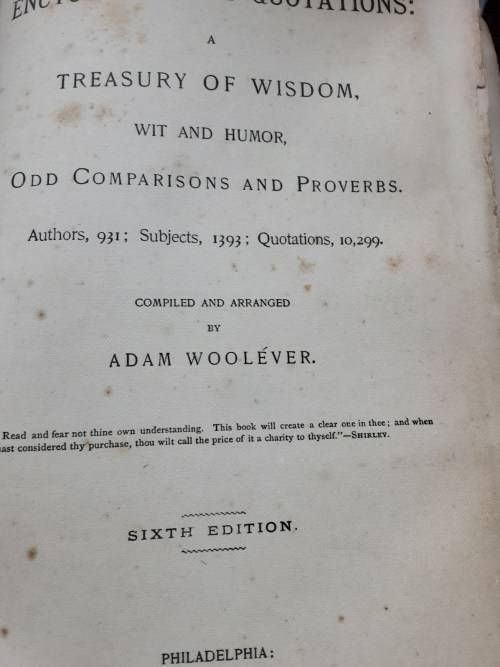 QUOTATIONS:
A
TREASURY OF WISDOM,
WIT AND HUMOR,
ODD COMPARISONS AND PROVERBS.
Authors, 931; Subjects, 1393; Quotations, 10,299.
COMPILED AND ARRANGED
BY
ADAM WOOLÉVER.
Read and fear not thine own understanding. This book will create a clear one in thee; and when
considered thy purchase, thou wilt call the price of it a charity to thyself."—SHIRLEY.
SIXTH EDITION.
PHILADELPHIA: